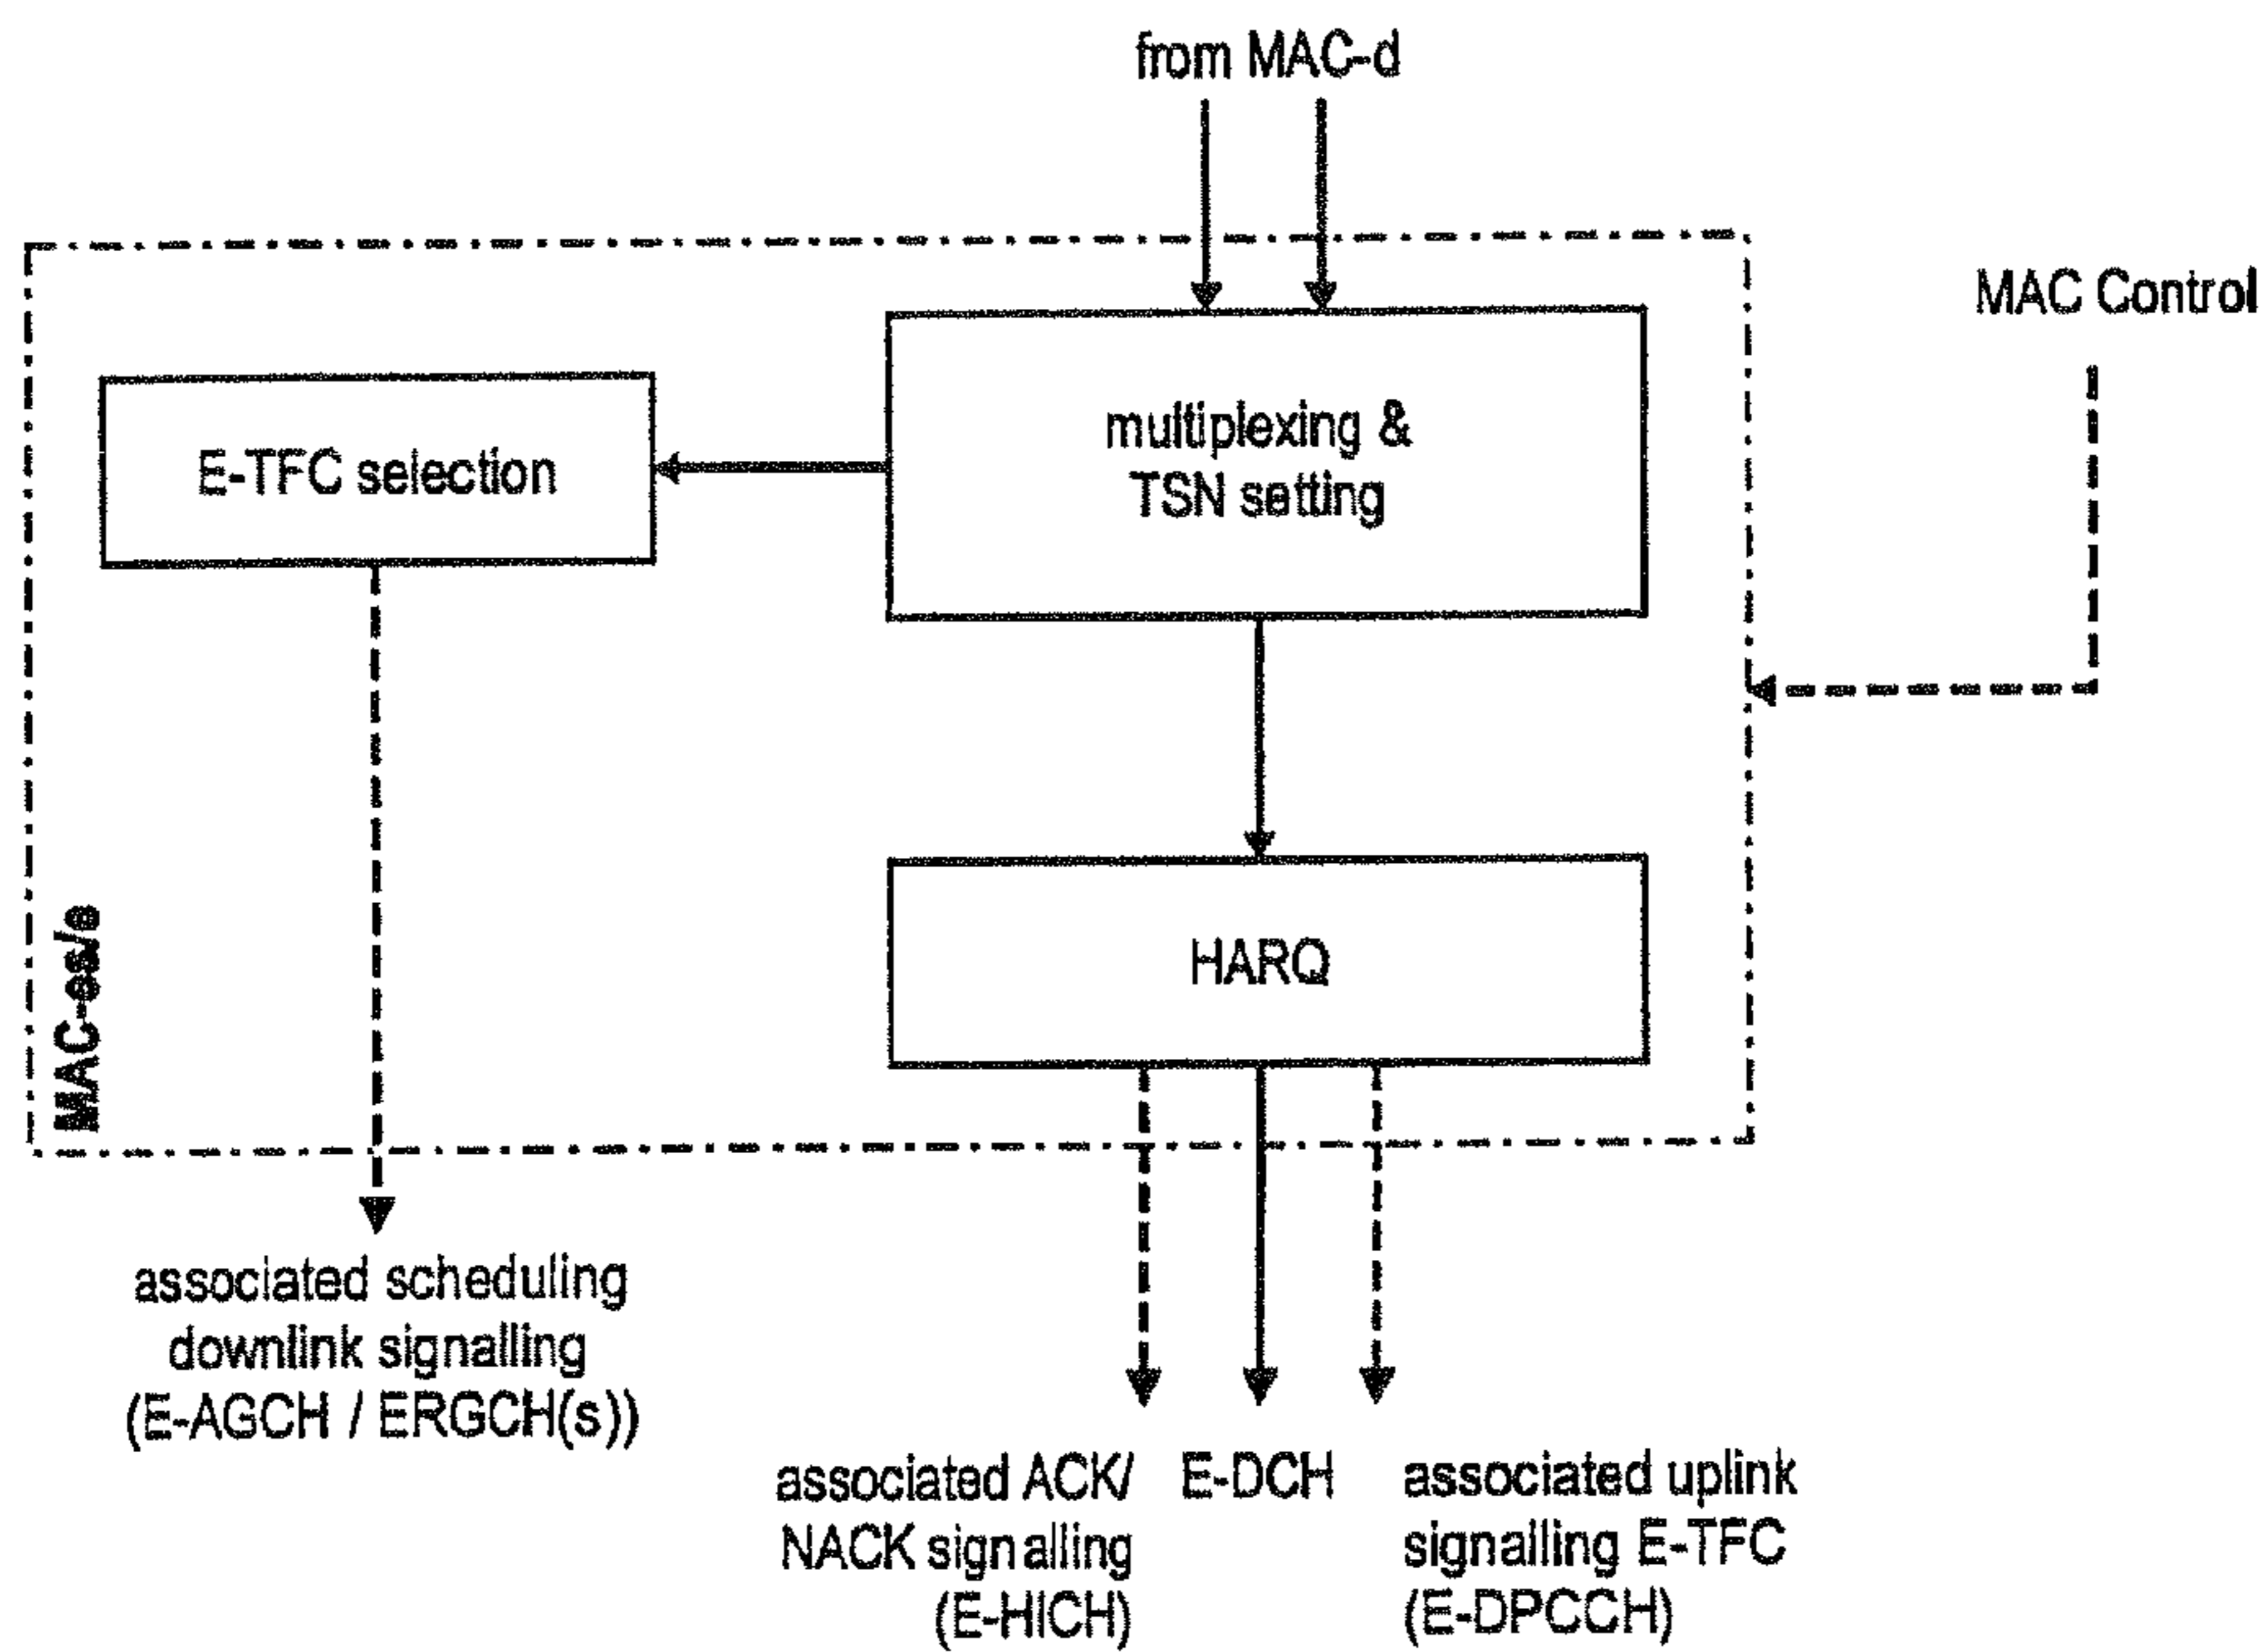 from MAC-d
MAC Control
multiplexing &
TSN setting
E-TFC selection
HARQ
MAC-es/e
associated scheduling
downlink signalling
(E-AGCH / ERGCH(s))
associated ACK/
NACK signalling
(E-HICH)
E-DCH
associated uplink
signalling E-TFC
(E-DPCCH)